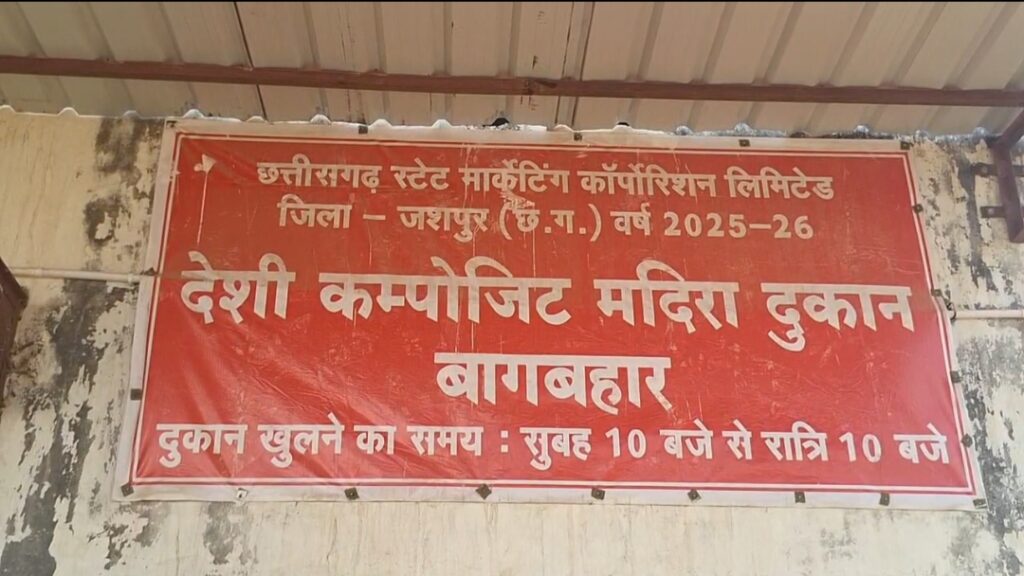 छत्तीसगढ़ स्टेट मार्केटिंग कॉर्पोरेशन लिमिटेड
जिला – जशपुर (छ.ग.) वर्ष 2025–26
देशी कम्पोजिट मदिरा दुकान
बागबहार
दुकान खुलने का समय : सुबह 10 बजे से रात्रि 10 बजे